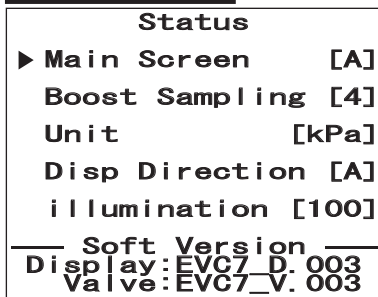 Status
▶ Main Screen [A]
Boost Sampling [4]
Unit [kPa]
Disp Direction [A]
illumination [100]
Soft Version
Display:EVC7_D.003
Valve:EVC7_V.003